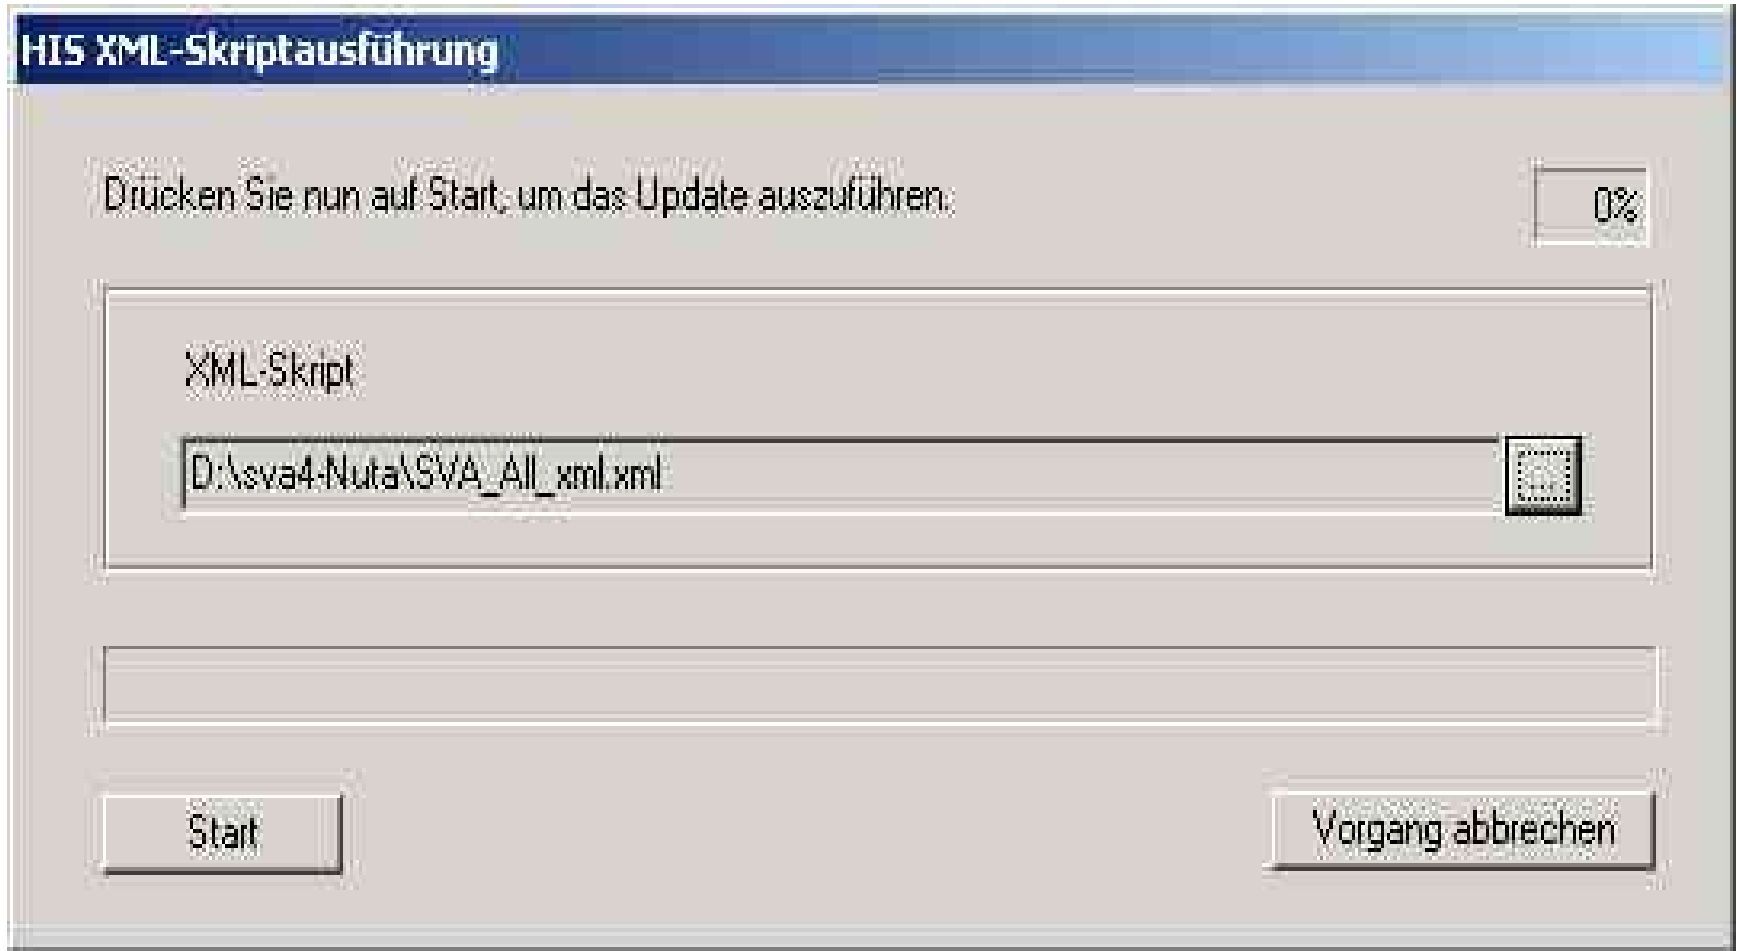 HIS XML-Skriptausführung
Drücken Sie nun auf Start, um das Update auszuführen.
0%
XML-Skript
D:\sva4-Nuta\SVA_All_xml.xml
...
Start
Vorgang abbrechen